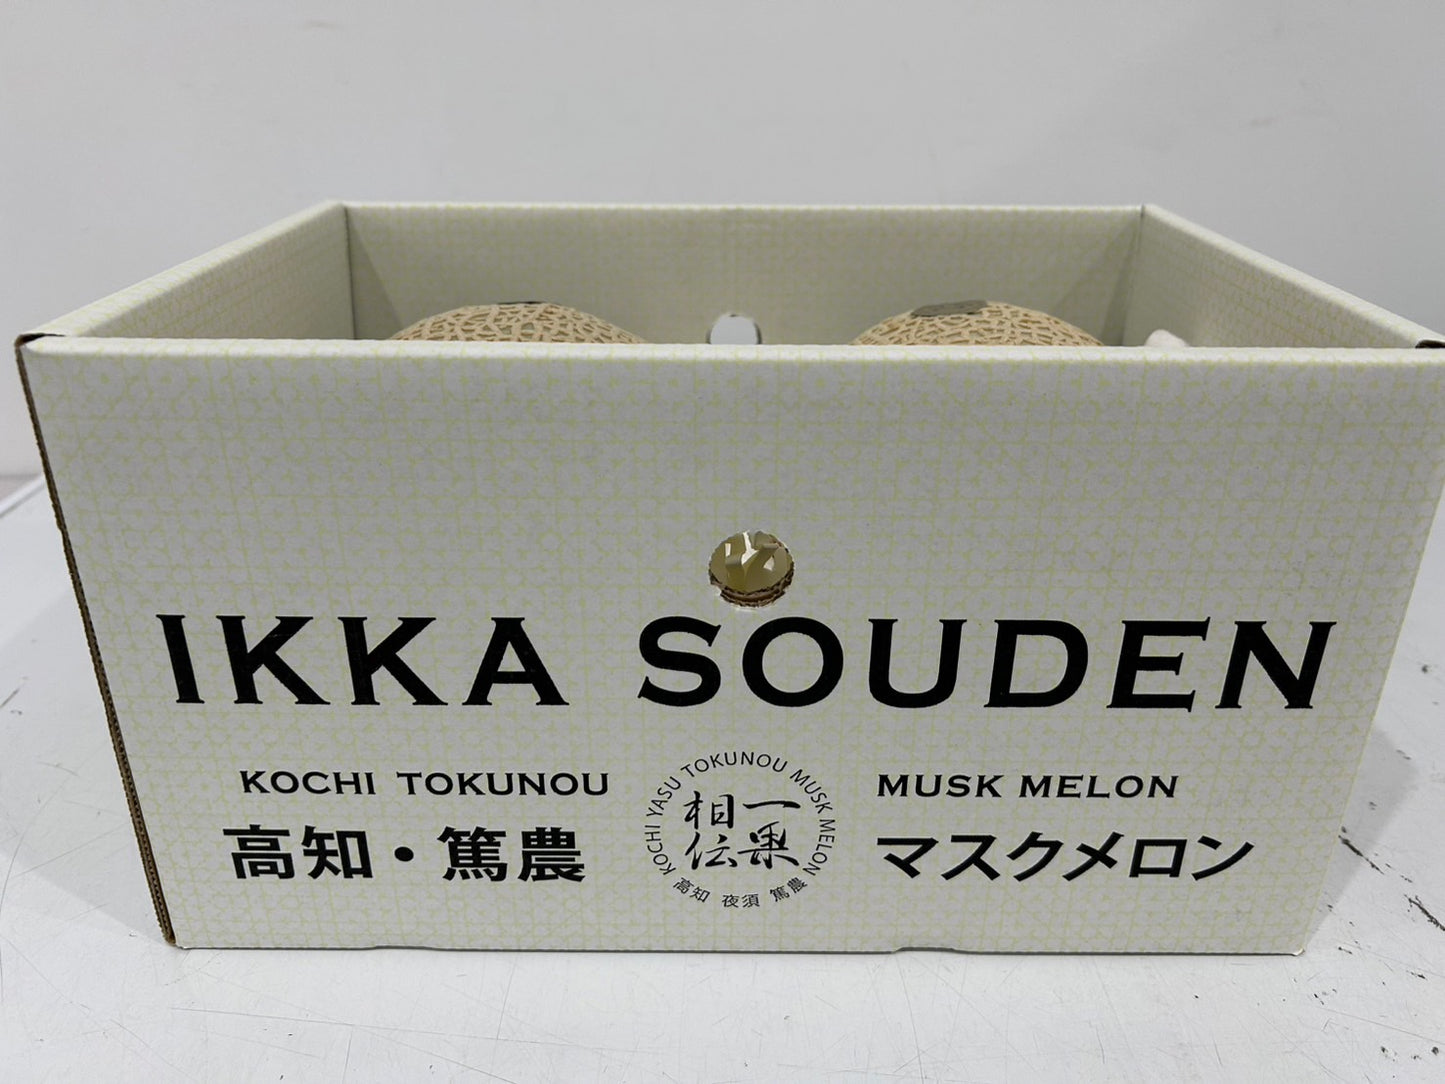 IKKA SOUDEN
KOCHI TOKUNOU
高知・篤農
KOCHI YASU TOKUNOU MUSK MELON
一果
相伝
高知 夜須 篤農
MUSK MELON
マスクメロン